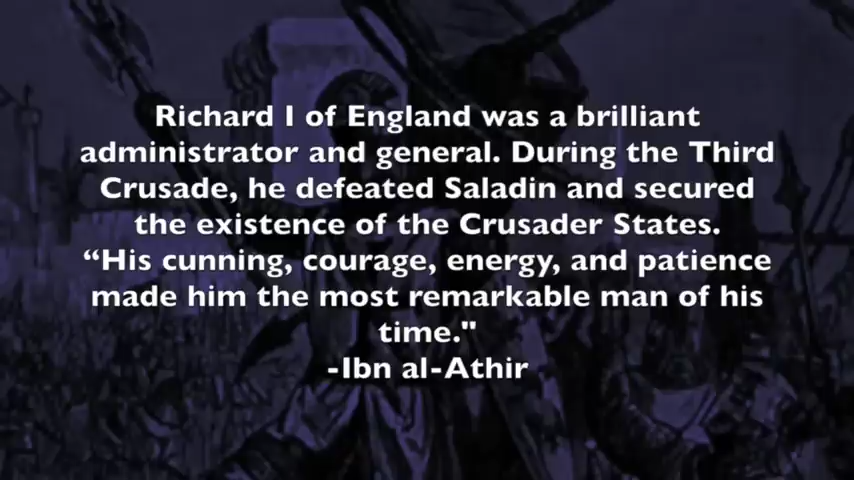 Richard I of England was a brilliant
administrator and general. During the Third
Crusade, he defeated Saladin and secured
the existence of the Crusader States.
“His cunning, courage, energy, and patience
made him the most remarkable man of his
time."
-Ibn al-Athir